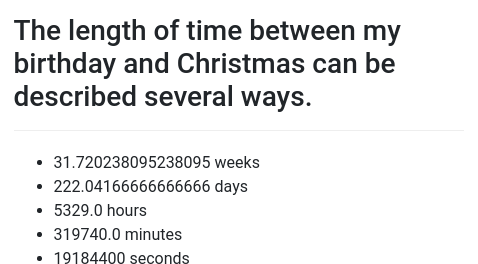 The length of time between my
birthday and Christmas can be
described several ways.
31.720238095238095 weeks
222.04166666666666 days
5329.0 hours
319740.0 minutes
19184400 seconds